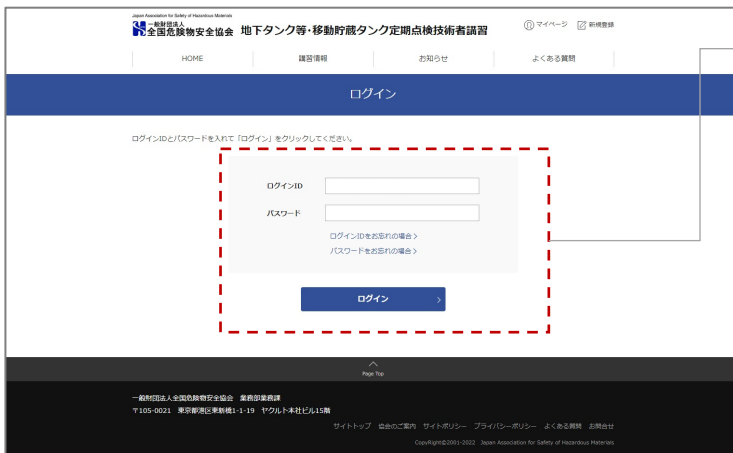 Japan Association for Safety of Hazardous Materials
一般財団法人
全国危険物安全協会 地下タンク等・移動貯蔵タンク定期点検技術者講習
マイページ 新規登録
HOME 講習情報 お知らせ よくある質問
ログイン
ログインIDとパスワードを入れて「ログイン」をクリックしてください。
ログインID
パスワード
ログインIDをお忘れの場合 >
パスワードをお忘れの場合 >
ログイン >
Page Top
一般財団法人全国危険物安全協会 業務部業務課
〒105-0021 東京都港区東新橋1-1-19 ヤクルト本社ビル15階
サイトトップ 協会のご案内 サイトポリシー プライバシーポリシー よくある質問 お問合せ
CopyRight©2001-2022 Japan Association for Safety of Hazardous Materials